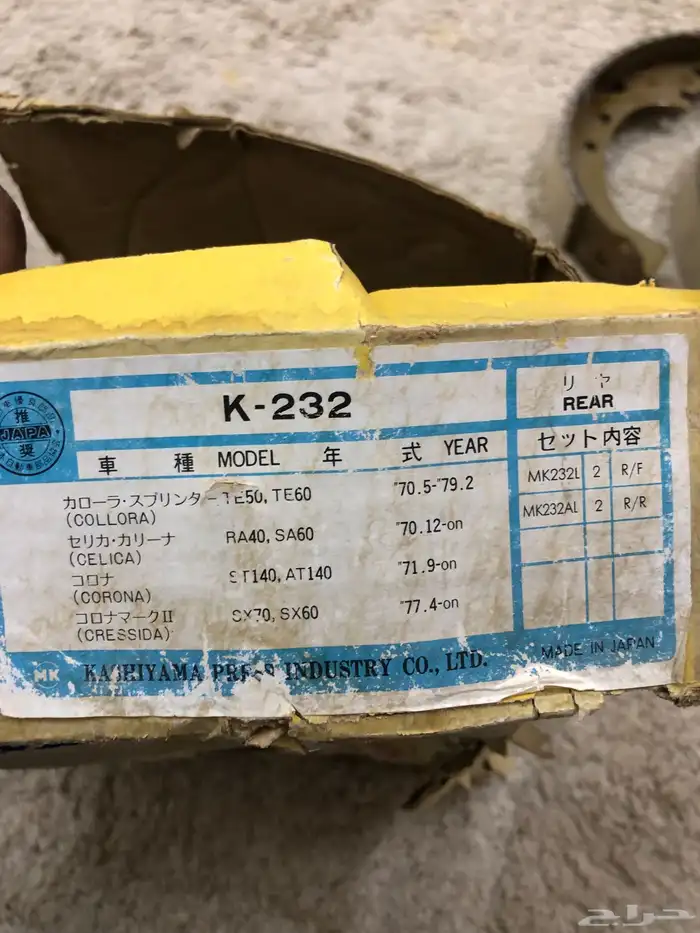 K-232
リヤ
REAR
推
JAPA
奨
車種 MODEL 年式 YEAR
セット内容
カローラ・スプリンター TE50, TE60 '70.5-'79.2
(COLLORA)
セリカ・カリーナ RA40, SA60 '70.12-on
(CELICA)
コロナ ST140, AT140 '71.9-on
(CORONA)
コロナマークII SX70, SX60 '77.4-on
(CRESSIDA)
MK232L 2 R/F
MK232AL 2 R/R
MK KASHIYAMA PRESS INDUSTRY CO., LTD.
MADE IN JAPAN
حراج